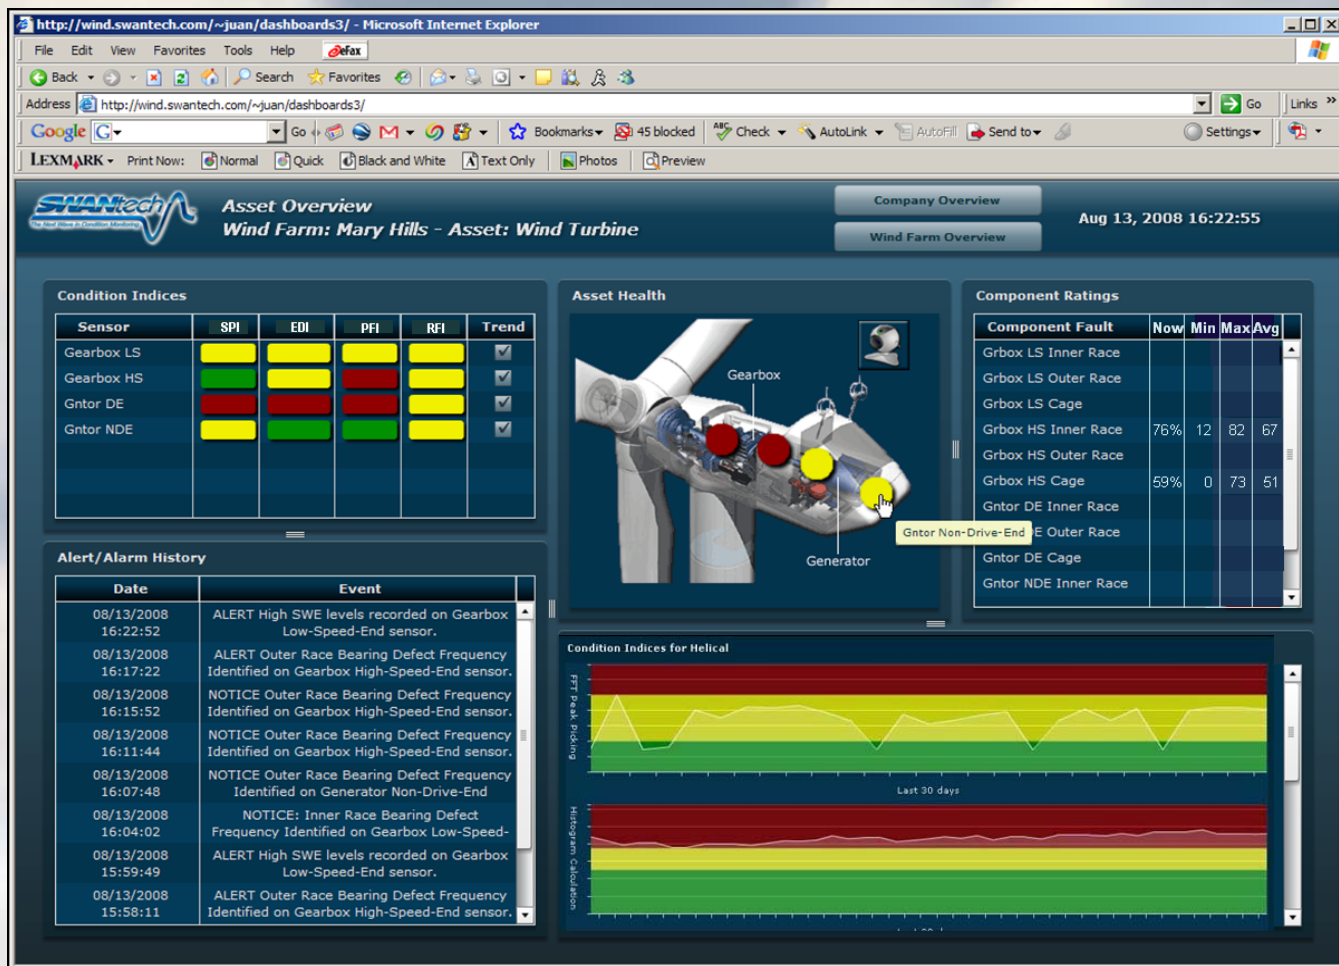 http://wind.swantech.com/~juan/dashboards3/ - Microsoft Internet Explorer
File Edit View Favorites Tools Help eFax
Back Search Favorites
Address http://wind.swantech.com/~juan/dashboards3/ Go Links »
Google G Go Bookmarks 45 blocked Check AutoLink AutoFill Send to Settings
LEXMARK Print Now: Normal Quick Black and White Text Only Photos Preview
SWANtech
The Next Wave in Condition Monitoring
Asset Overview
Wind Farm: Mary Hills - Asset: Wind Turbine
Company Overview
Wind Farm Overview
Aug 13, 2008 16:22:55
Condition Indices
Sensor SPI EDI PFI RFI Trend
Gearbox LS
Gearbox HS
Gntor DE
Gntor NDE
Alert/Alarm History
Date Event
08/13/2008 ALERT High SWE levels recorded on Gearbox
16:22:52 Low-Speed-End sensor.
08/13/2008 ALERT Outer Race Bearing Defect Frequency
16:17:22 Identified on Gearbox High-Speed-End sensor.
08/13/2008 NOTICE Outer Race Bearing Defect Frequency
16:15:52 Identified on Gearbox High-Speed-End sensor.
08/13/2008 NOTICE Outer Race Bearing Defect Frequency
16:11:44 Identified on Gearbox High-Speed-End sensor.
08/13/2008 NOTICE Outer Race Bearing Defect Frequency
16:07:48 Identified on Generator Non-Drive-End
08/13/2008 NOTICE: Inner Race Bearing Defect
16:04:02 Frequency Identified on Gearbox Low-Speed-
08/13/2008 ALERT High SWE levels recorded on Gearbox
15:59:49 Low-Speed-End sensor.
08/13/2008 ALERT Outer Race Bearing Defect Frequency
15:58:11 Identified on Gearbox High-Speed-End sensor.
Asset Health
Gearbox
Gntor Non-Drive-End
Generator
Component Ratings
Component Fault Now Min Max Avg
Grbox LS Inner Race
Grbox LS Outer Race
Grbox LS Cage
Grbox HS Inner Race 76% 12 82 67
Grbox HS Outer Race
Grbox HS Cage 59% 0 73 51
Gntor DE Inner Race
DE Outer Race
Gntor DE Cage
Gntor NDE Inner Race
Condition Indices for Helical
FFT Peak Picking
Last 30 days
Histogram Calculation